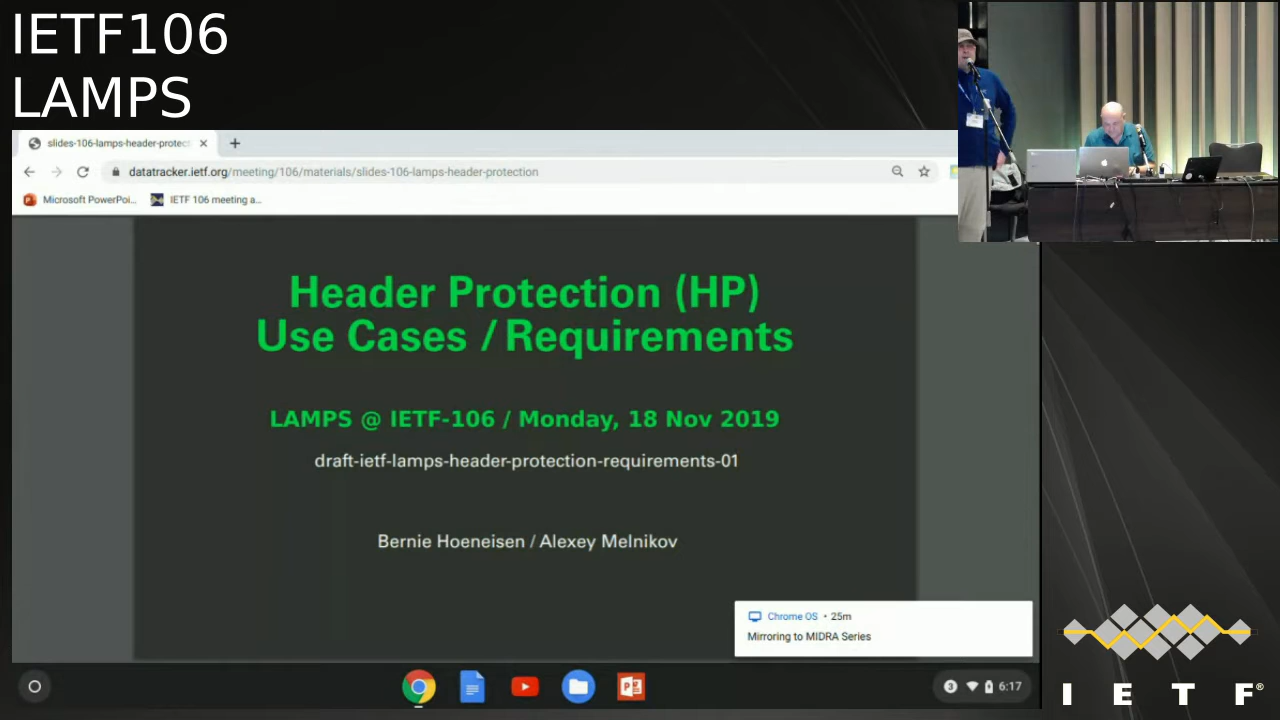 IETF106
LAMPS
slides-106-lamps-header-protec
datatracker.ietf.org/meeting/106/materials/slides-106-lamps-header-protection
Microsoft PowerPoi...
IETF 106 meeting a...
Header Protection (HP)
Use Cases / Requirements
LAMPS @ IETF-106 / Monday, 18 Nov 2019
draft-ietf-lamps-header-protection-requirements-01
Bernie Hoeneisen / Alexey Melnikov
Chrome OS • 25m
Mirroring to MIDRA Series
3 6:17
I E T F®